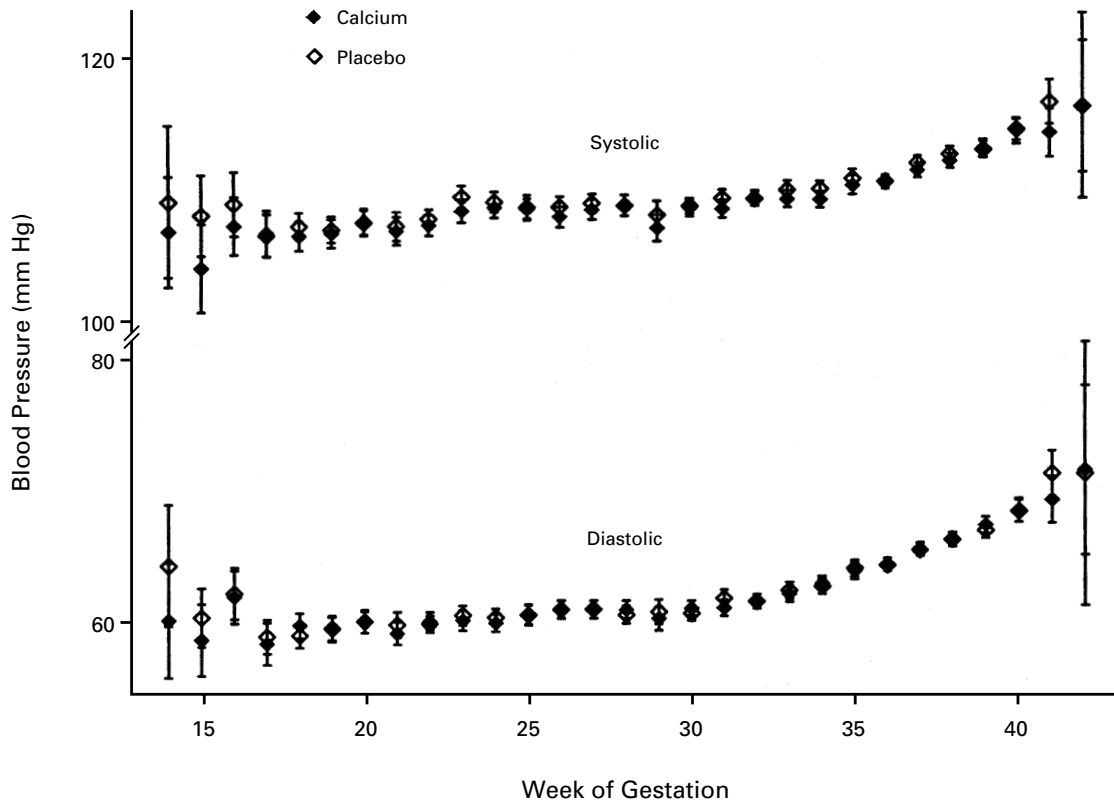 Calcium
Placebo
120
Systolic
100
80
Diastolic
60
Blood Pressure (mm Hg)
15 20 25 30 35 40
Week of Gestation